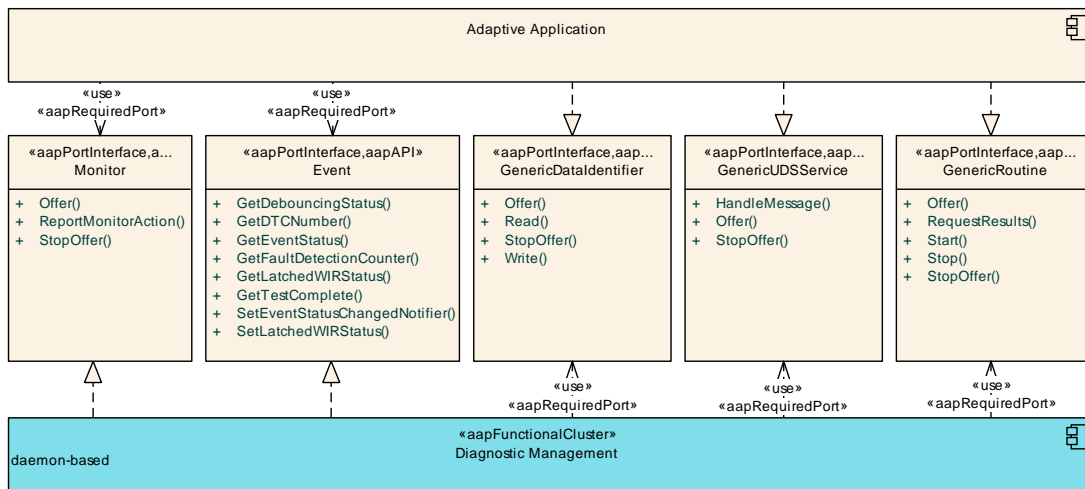 Adaptive Application
«use»
«aapRequiredPort»
«use»
«aapRequiredPort»
«aapPortInterface,a...
Monitor
+ Offer()
+ ReportMonitorAction()
+ StopOffer()
«aapPortInterface,aapAPI»
Event
+ GetDebouncingStatus()
+ GetDTCNumber()
+ GetEventStatus()
+ GetFaultDetectionCounter()
+ GetLatchedWIRStatus()
+ GetTestComplete()
+ SetEventStatusChangedNotifier()
+ SetLatchedWIRStatus()
«aapPortInterface,aap...
GenericDataIdentifier
+ Offer()
+ Read()
+ StopOffer()
+ Write()
«aapPortInterface,aap...
GenericUDSService
+ HandleMessage()
+ Offer()
+ StopOffer()
«aapPortInterface,aap...
GenericRoutine
+ Offer()
+ RequestResults()
+ Start()
+ Stop()
+ StopOffer()
«use»
«aapRequiredPort»
«use»
«aapRequiredPort»
«use»
«aapRequiredPort»
«aapFunctionalCluster»
Diagnostic Management
daemon-based